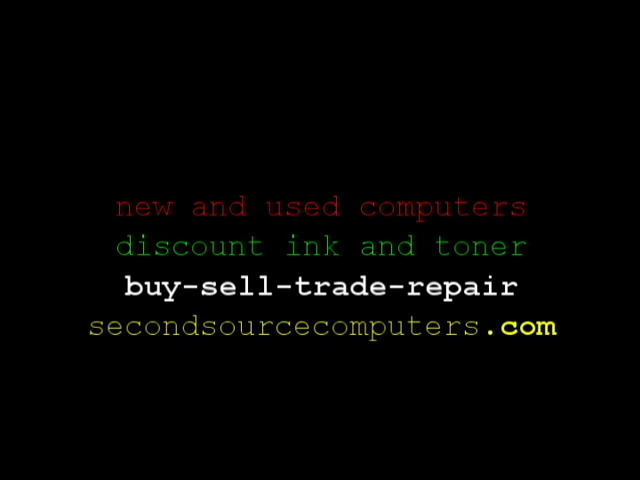 new and used computers
discount ink and toner
buy-sell-trade-repair
secondsourcecomputers.com